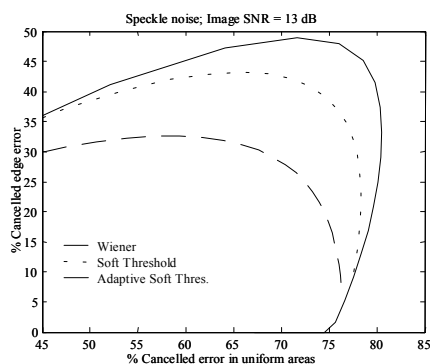 Speckle noise; Image SNR = 13 dB
50
45
40
35
30
25
20
15
10
5
0
% Cancelled edge error
Wiener
Soft Threshold
Adaptive Soft Thres.
45 50 55 60 65 70 75 80 85
% Cancelled error in uniform areas